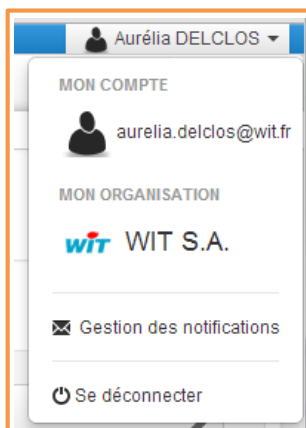 Aurélia DELCLOS
MON COMPTE
aurelia.delclos@wit.fr
MON ORGANISATION
wit WIT S.A.
Gestion des notifications
Se déconnecter